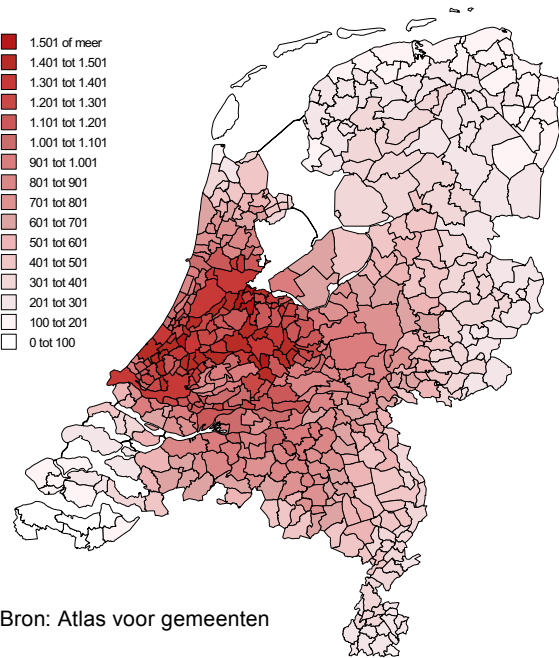 1.501 of meer
1.401 tot 1.501
1.301 tot 1.401
1.201 tot 1.301
1.101 tot 1.201
1.001 tot 1.101
901 tot 1.001
801 tot 901
701 tot 801
601 tot 701
501 tot 601
401 tot 501
301 tot 401
201 tot 301
100 tot 201
0 tot 100
Bron: Atlas voor gemeenten